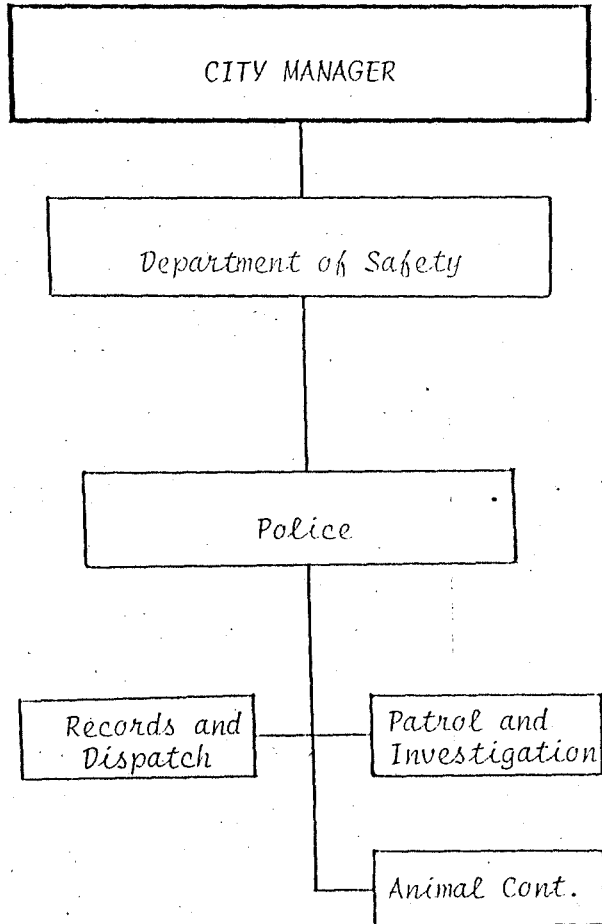 CITY MANAGER
Department of Safety
Police
Records and
Dispatch
Patrol and
Investigation
Animal Cont.